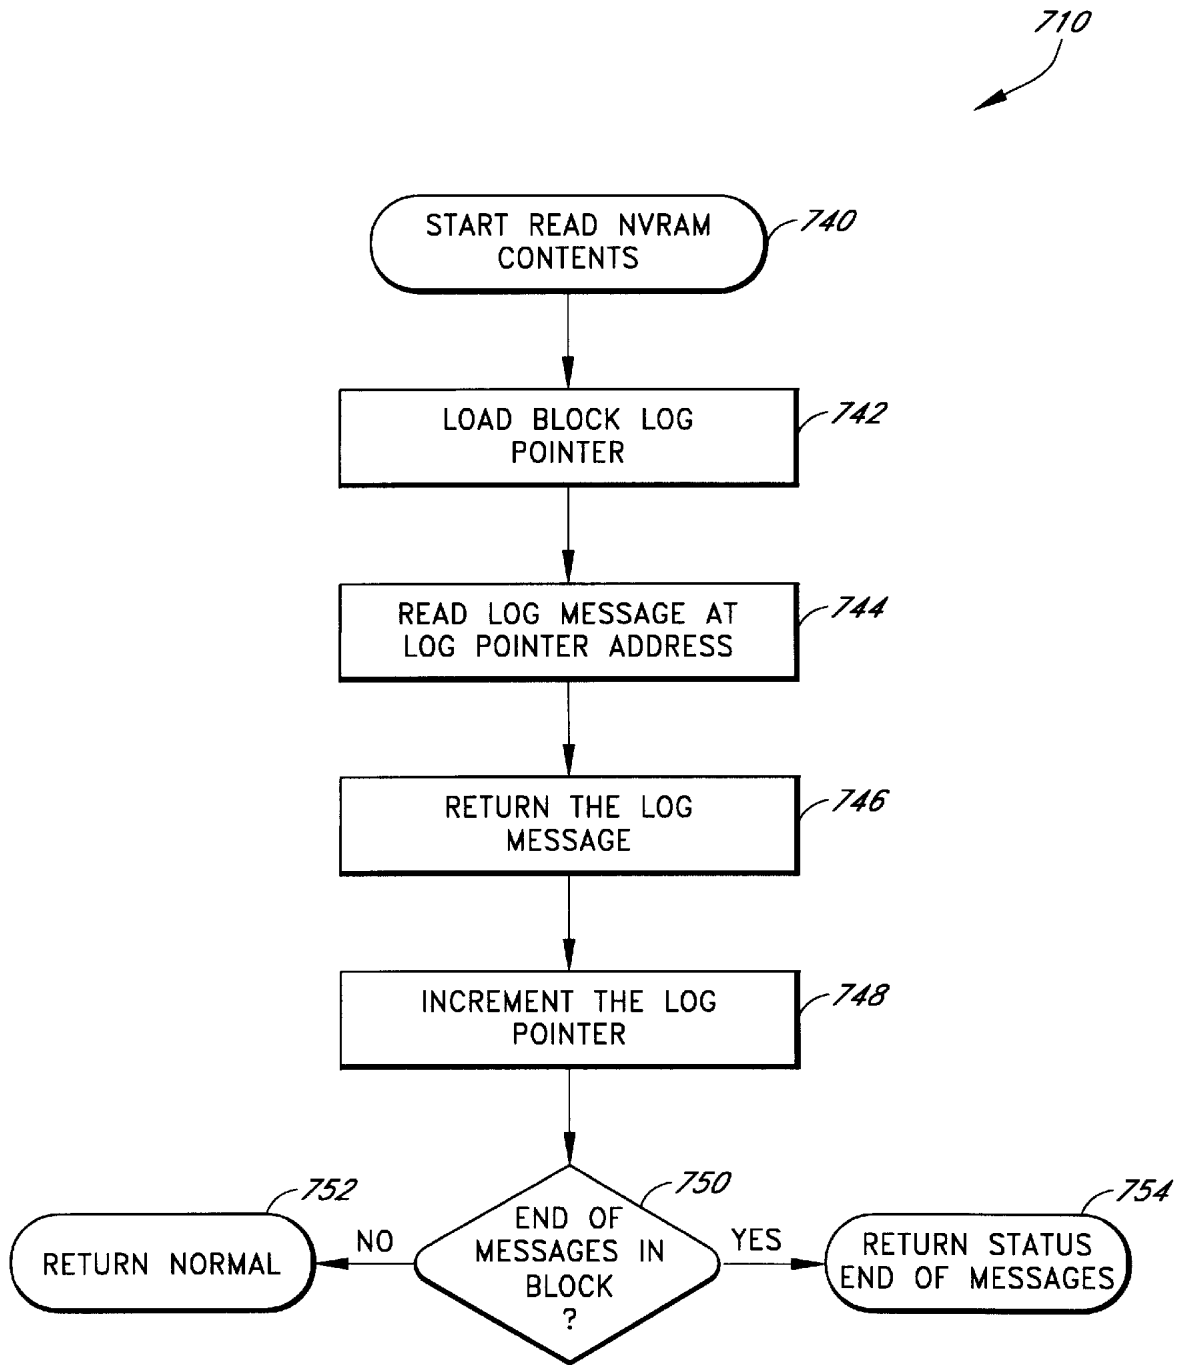 710
START READ NVRAM
CONTENTS
740
LOAD BLOCK LOG
POINTER
742
READ LOG MESSAGE AT
LOG POINTER ADDRESS
744
RETURN THE LOG
MESSAGE
746
INCREMENT THE LOG
POINTER
748
END OF
MESSAGES IN
BLOCK
?
750
NO
RETURN NORMAL
752
YES
RETURN STATUS
END OF MESSAGES
754